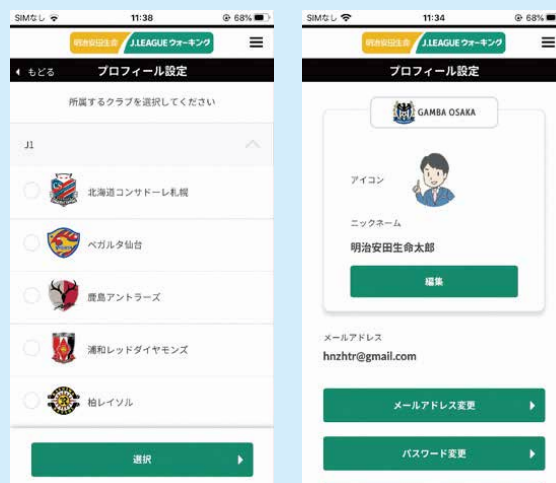 SIMなし 11:38 68%
明治安田生命 J.LEAGUE ウォーキング
もどる プロフィール設定
所属するクラブを選択してください
J1
北海道コンサドーレ札幌
ベガルタ仙台
鹿島アントラーズ
浦和レッドダイヤモンズ
柏レイソル
選択
SIMなし 11:34 68%
明治安田生命 J.LEAGUE ウォーキング
プロフィール設定
GAMBA OSAKA
アイコン
ニックネーム
明治安田生命太郎
編集
メールアドレス
hnzhtr@gmail.com
メールアドレス変更
パスワード変更